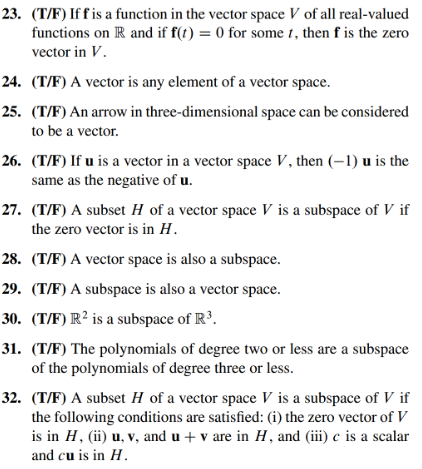 23. (T/F) If f is a function in the vector space V of all real-valued
functions on ℝ and if f(t) = 0 for some t, then f is the zero
vector in V.
24. (T/F) A vector is any element of a vector space.
25. (T/F) An arrow in three-dimensional space can be considered
to be a vector.
26. (T/F) If u is a vector in a vector space V, then (−1) u is the
same as the negative of u.
27. (T/F) A subset H of a vector space V is a subspace of V if
the zero vector is in H.
28. (T/F) A vector space is also a subspace.
29. (T/F) A subspace is also a vector space.
30. (T/F) ℝ² is a subspace of ℝ³.
31. (T/F) The polynomials of degree two or less are a subspace
of the polynomials of degree three or less.
32. (T/F) A subset H of a vector space V is a subspace of V if
the following conditions are satisfied: (i) the zero vector of V
is in H, (ii) u, v, and u + v are in H, and (iii) c is a scalar
and cu is in H.